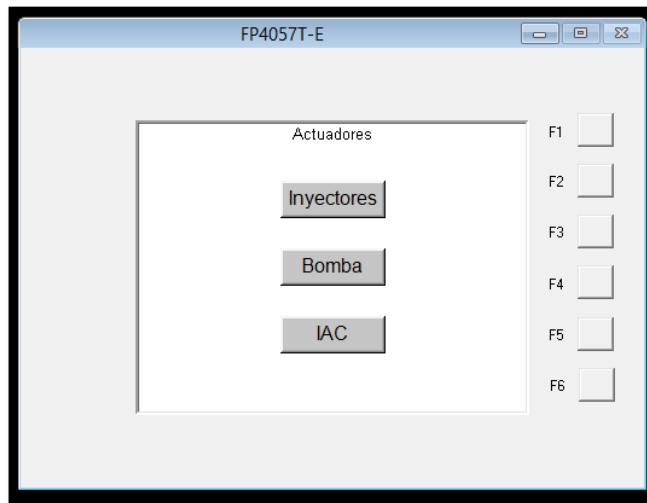 FP4057T-E
Actuadores
F1
Inyectores
F2
F3
Bomba
F4
IAC
F5
F6